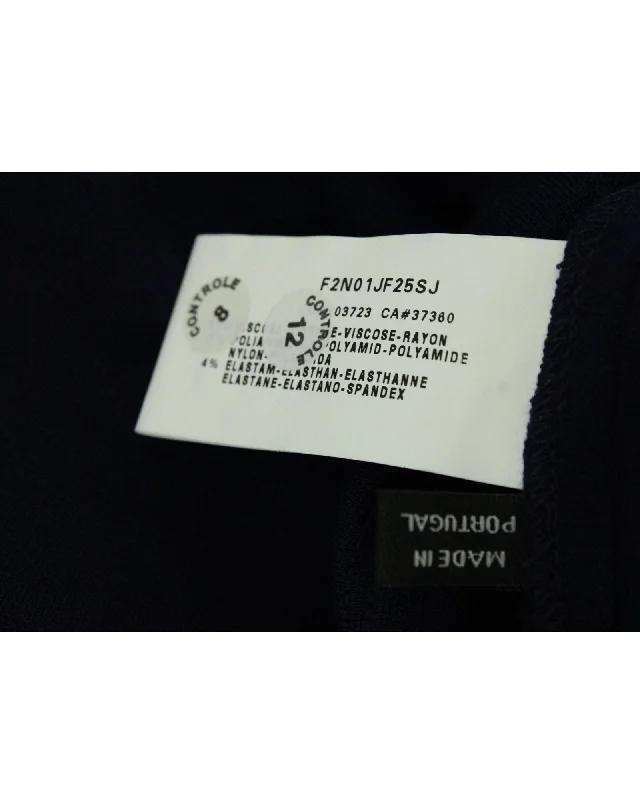 F2N01JF25SJ
03723 CA#37360
-VISCOSE-RAYON
POLYAMID-POLYAMIDE
NYLON-
4% ELASTAM-ELASTHAN-ELASTHANNE
ELASTANE-ELASTANO-SPANDEX
CONTROLE
8
CONTROLE
12
MADE IN
PORTUGAL